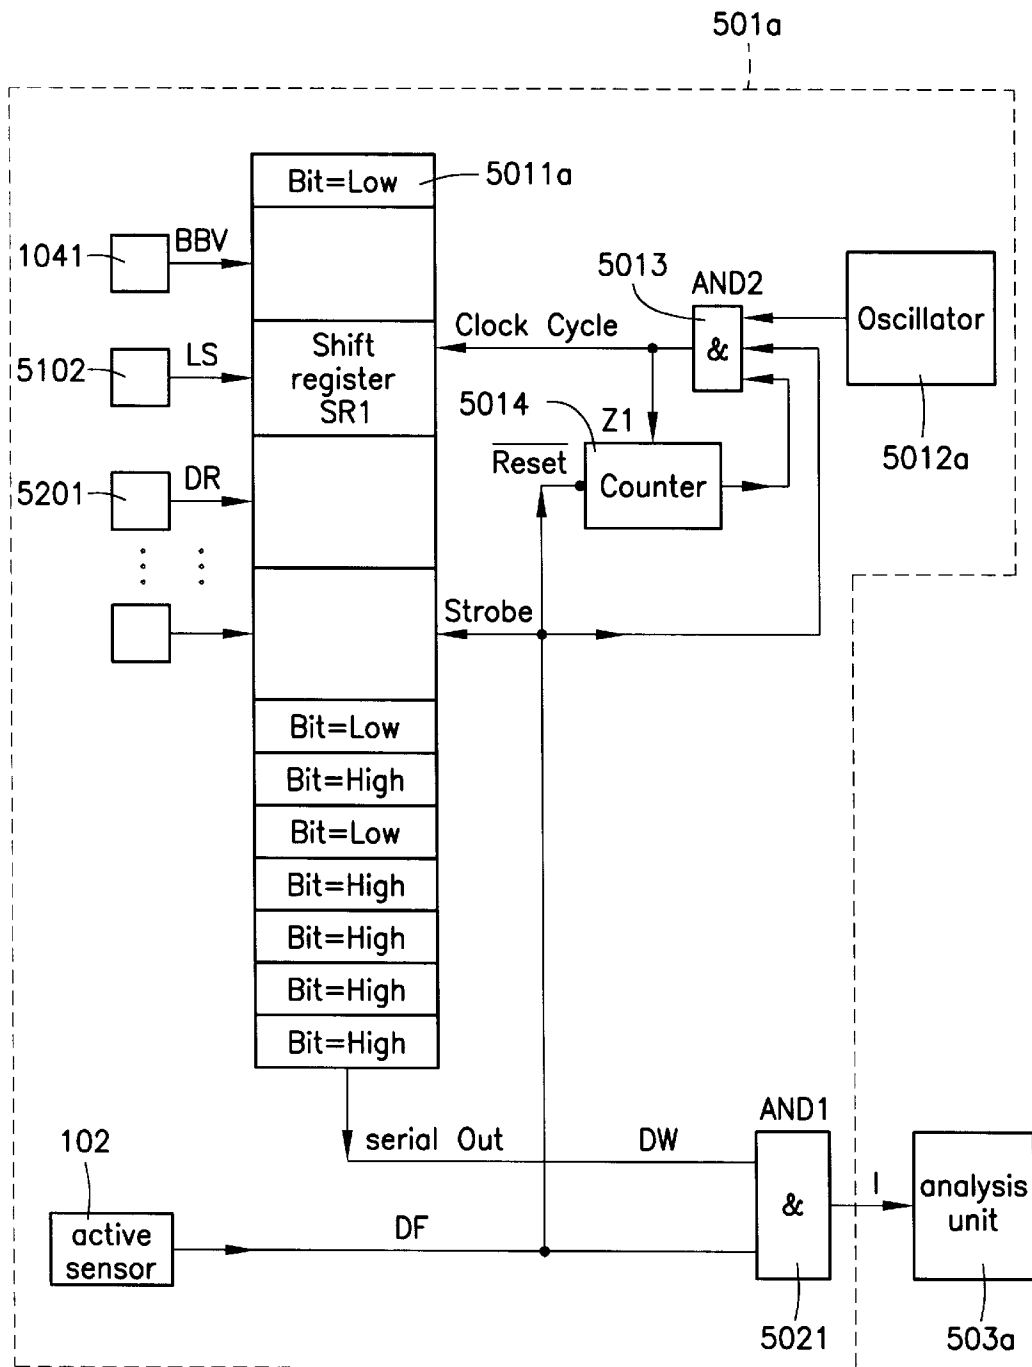 501a
Bit=Low
5011a
1041
BBV
5013
AND2
Oscillator
5102
LS
Shift
register
SR1
Clock Cycle
&
5014
Z1
5012a
5201
DR
Reset
Counter
Strobe
Bit=Low
Bit=High
Bit=Low
Bit=High
Bit=High
Bit=High
Bit=High
AND1
102
serial Out
DW
active
sensor
DF
&
I
analysis
unit
5021
503a